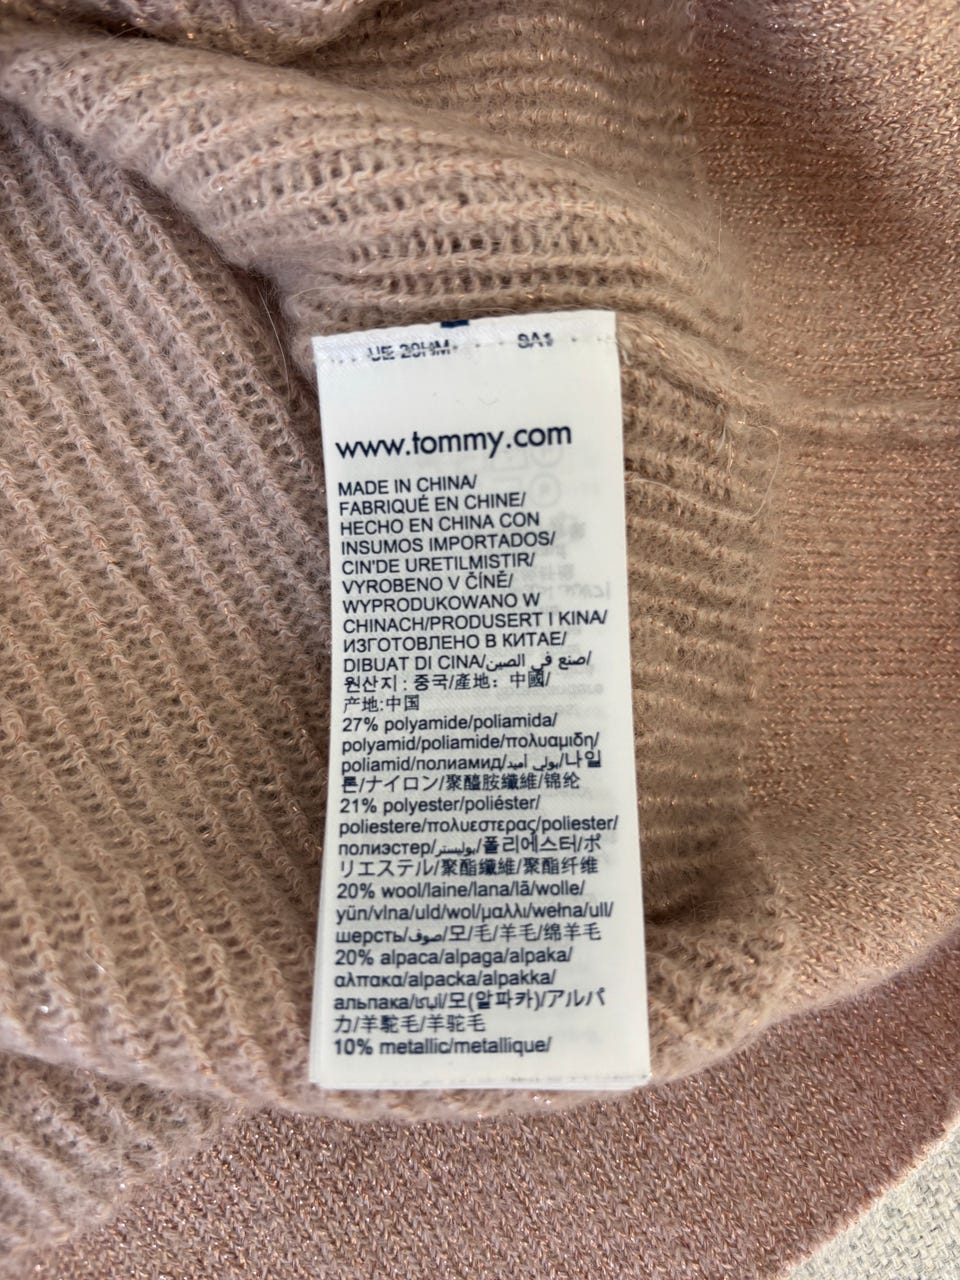 www.tommy.com
MADE IN CHINA/
FABRIQUÉ EN CHINE/
HECHO EN CHINA CON
INSUMOS IMPORTADOS/
CIN'DE URETILMISTIR/
VYROBENO V ČÍNĚ/
WYPRODUKOWANO W
CHINACH/PRODUSERT I KINA/
ИЗГОТОВЛЕНО В КИТАЕ/
DIBUAT DI CINA/صنع في الصين/
원산지 : 중국/產地：中國/
产地:中国
27% polyamide/poliamida/
polyamid/poliamide/πολυαμιδη/
poliamid/полиамид/بولي أميد/나일
론/ナイロン/聚醯胺纖維/锦纶
21% polyester/poliéster/
poliestere/πολυεστερας/poliester/
полиэстер/بوليستر/폴리에스터/ポ
リエステル/聚酯纖維/聚酯纤维
20% wool/laine/lana/lã/wolle/
yün/vlna/uld/wol/μαλλι/wełna/ull/
шерсть/صوف/모/毛/羊毛/绵羊毛
20% alpaca/alpaga/alpaka/
αλπακα/alpacka/alpakka/
альпака/ألبكا/모(알파카)/アルパ
カ/羊駝毛/羊驼毛
10% metallic/metallique/